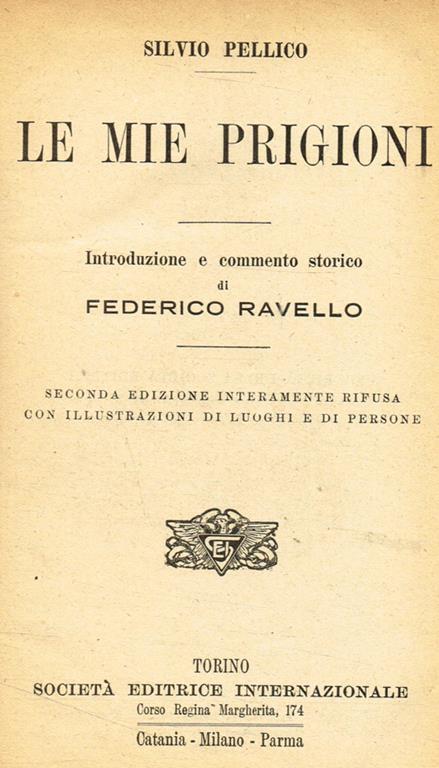 SILVIO PELLICO
LE MIE PRIGIONI
Introduzione e commento storico
di
FEDERICO RAVELLO
SECONDA EDIZIONE INTERAMENTE RIFUSA
CON ILLUSTRAZIONI DI LUOGHI E DI PERSONE
SEI
TORINO
SOCIETÀ EDITRICE INTERNAZIONALE
Corso Regina Margherita, 174
Catania - Milano - Parma